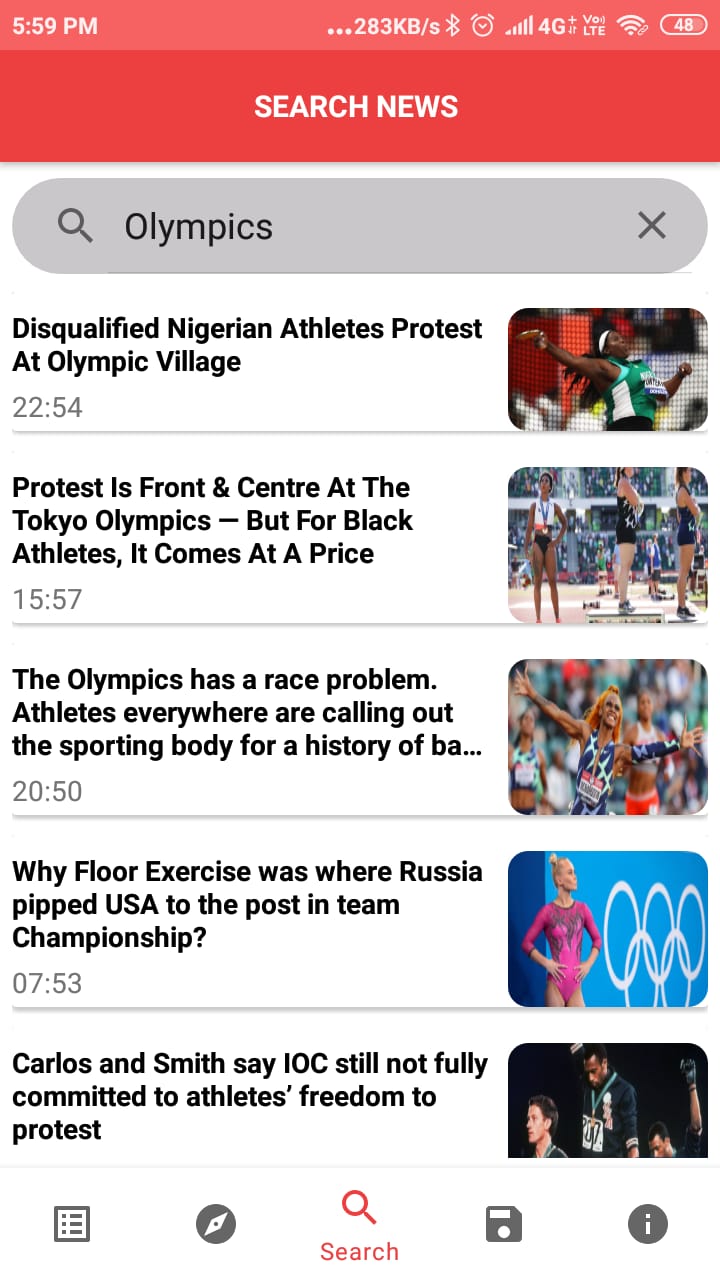 5:59 PM
...283KB/s 4G+ Vo)) LTE 48
SEARCH NEWS
Olympics
Disqualified Nigerian Athletes Protest
At Olympic Village
22:54
Protest Is Front & Centre At The
Tokyo Olympics — But For Black
Athletes, It Comes At A Price
15:57
The Olympics has a race problem.
Athletes everywhere are calling out
the sporting body for a history of ba...
20:50
Why Floor Exercise was where Russia
pipped USA to the post in team
Championship?
07:53
Carlos and Smith say IOC still not fully
committed to athletes’ freedom to
protest
Search